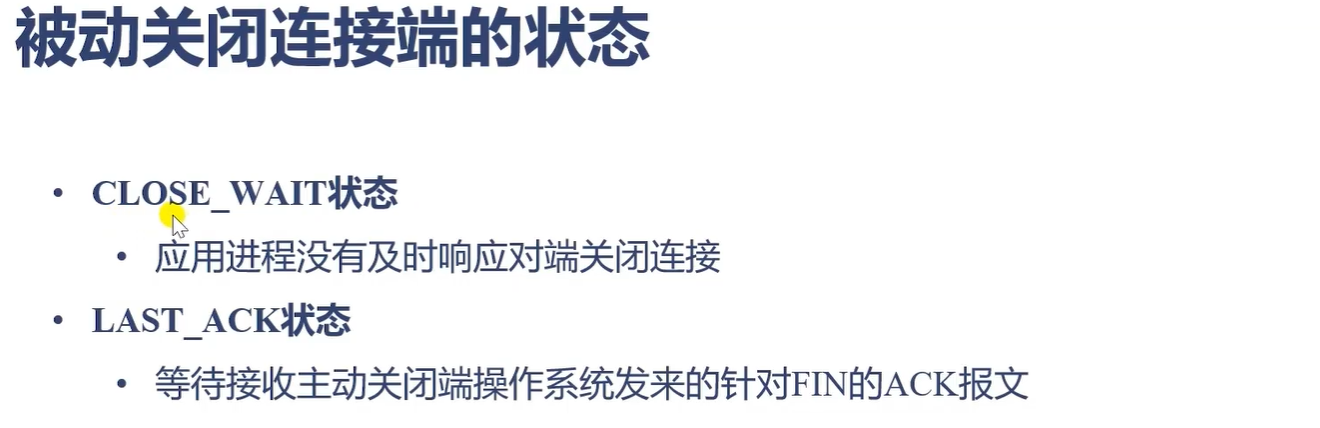 被动关闭连接端的状态
• CLOSE_WAIT状态
• 应用进程没有及时响应对端关闭连接
• LAST_ACK状态
• 等待接收主动关闭端操作系统发来的针对FIN的ACK报文